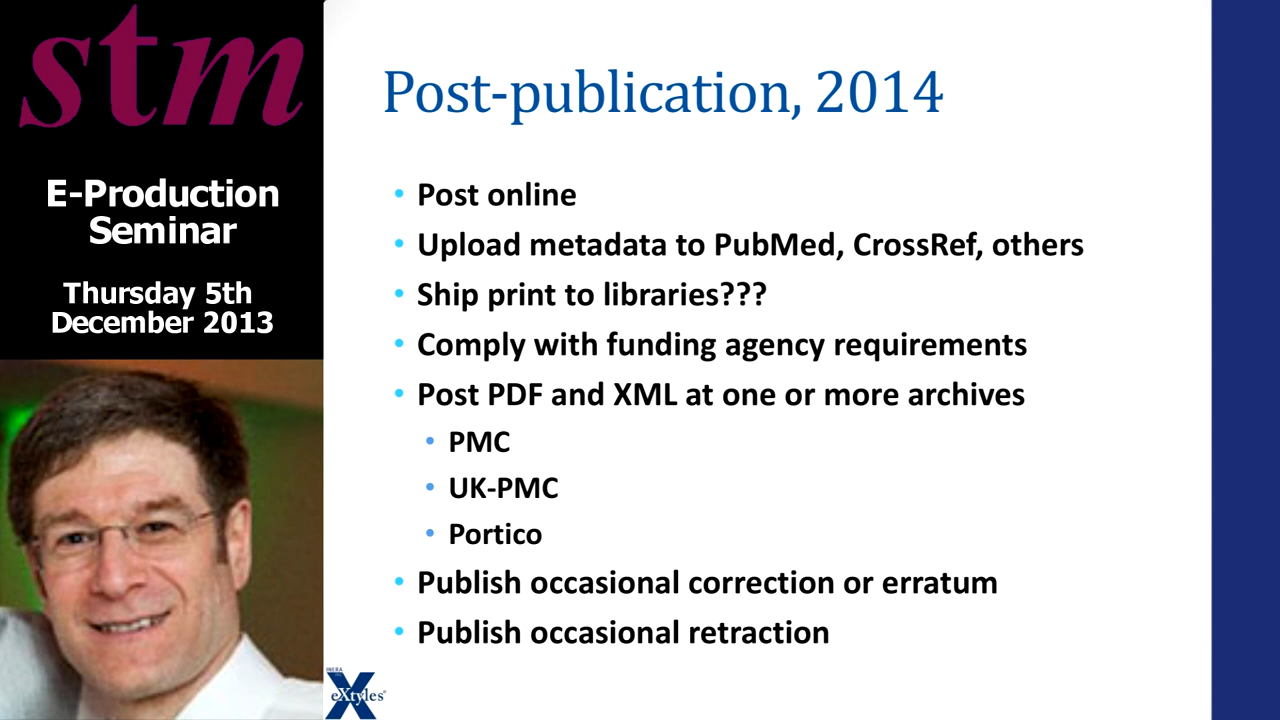 stm
E-Production
Seminar
Thursday 5th
December 2013
Post-publication, 2014
• Post online
• Upload metadata to PubMed, CrossRef, others
• Ship print to libraries???
• Comply with funding agency requirements
• Post PDF and XML at one or more archives
• PMC
• UK-PMC
• Portico
• Publish occasional correction or erratum
• Publish occasional retraction
INERA
eXtyles®